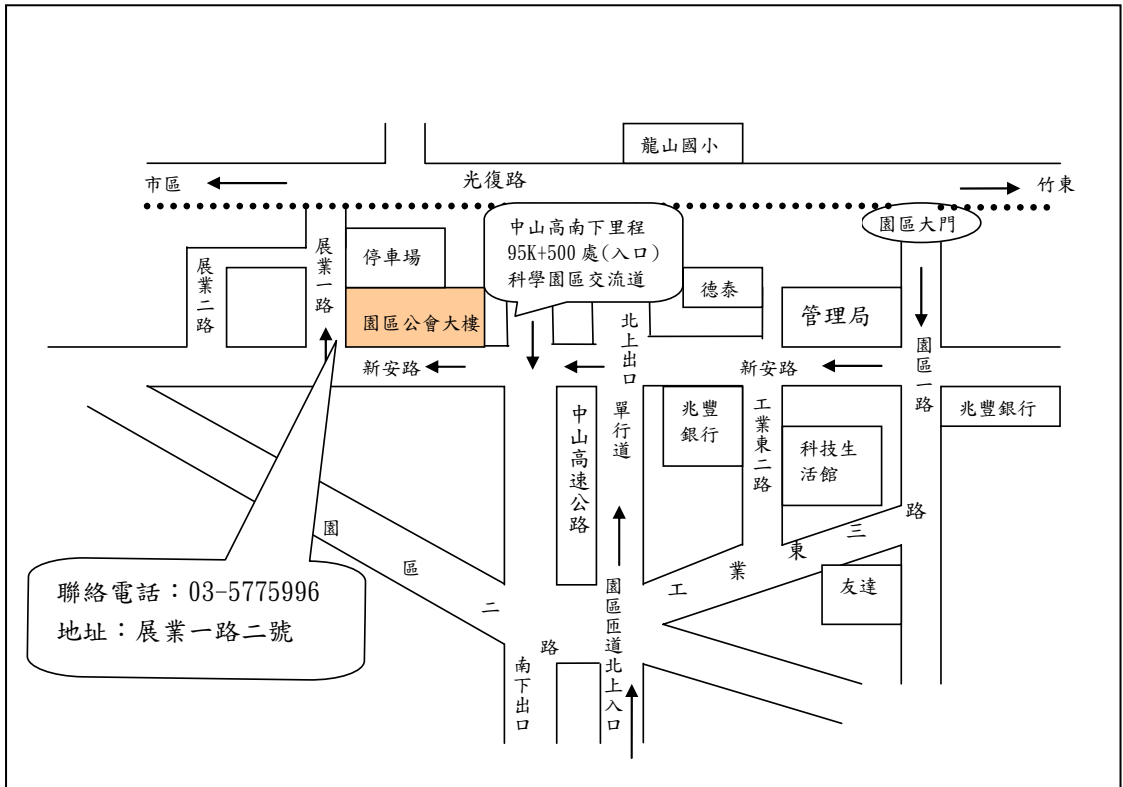 龍山國小
市區
光復路
竹東
園區大門
中山高南下里程
95K+500 處(入口)
科學園區交流道
展業二路
展業一路
停車場
園區公會大樓
德泰
管理局
北上出口
單行道
新安路
新安路
園區一路
中山高速公路
兆豐
銀行
工業東二路
科技生
活館
兆豐銀行
園區二路
工業東三路
友達
聯絡電話：03-5775996
地址：展業一路二號
南下出口
園區匝道北上入口